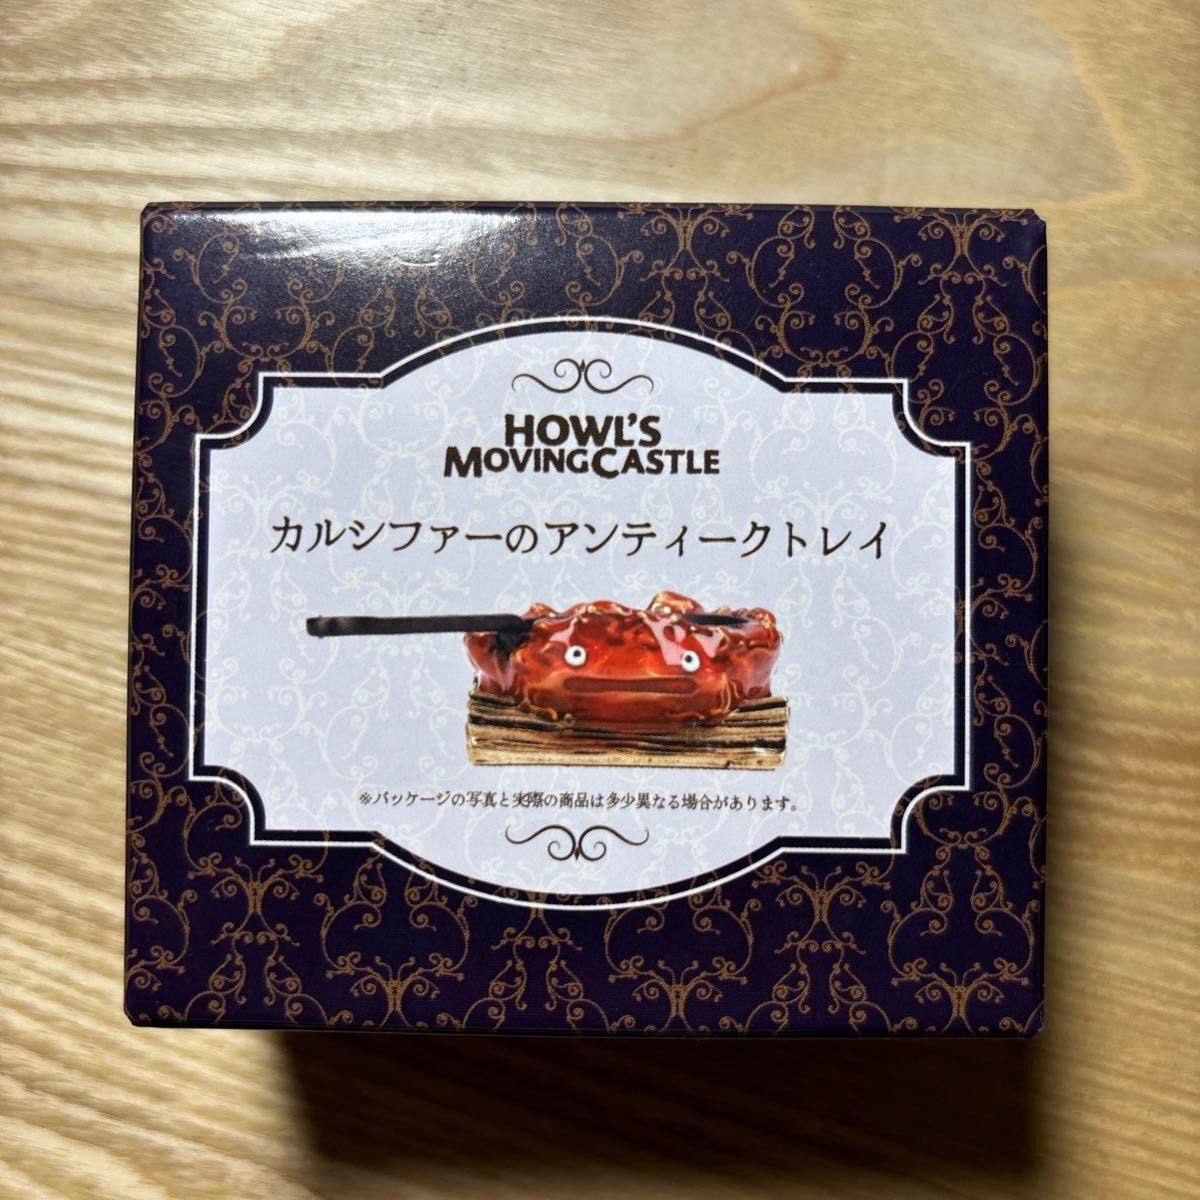 HOWL'S
MOVINGCASTLE
カルシファーのアンティークトレイ
※パッケージの写真と実際の商品は多少異なる場合があります。